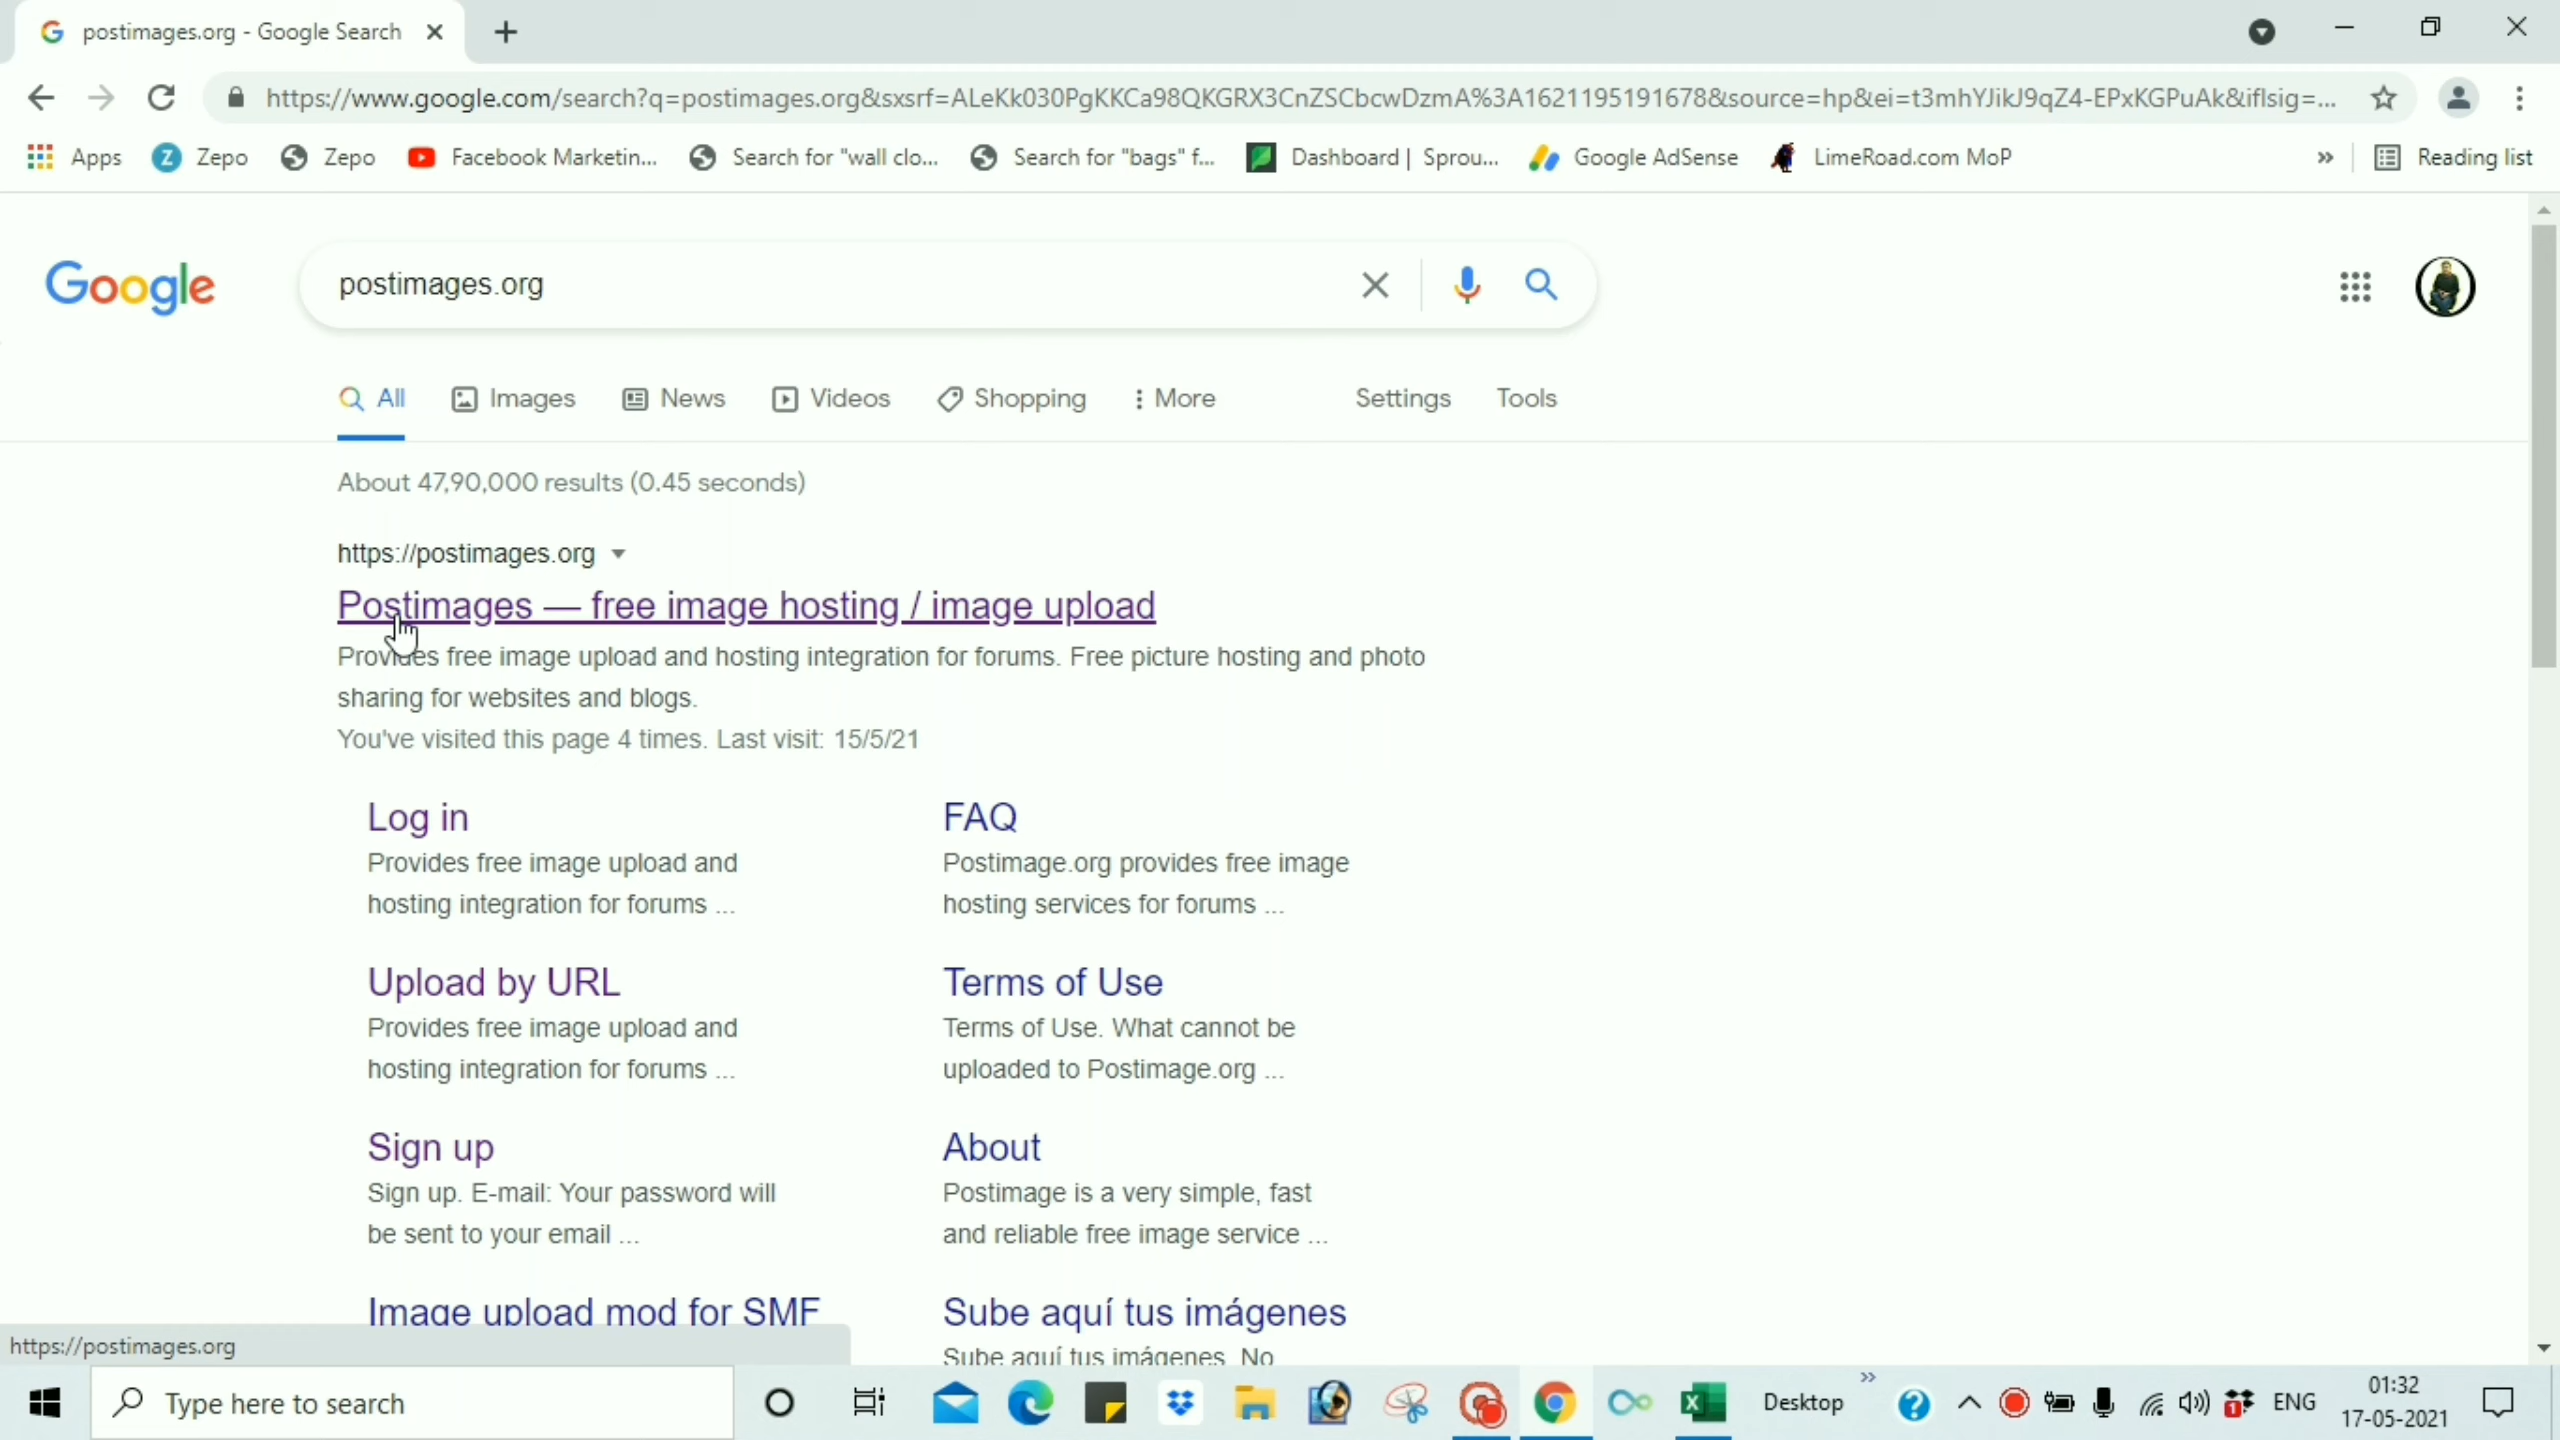 postimages.org - Google Search
https://www.google.com/search?q=postimages.org&sxsrf=ALeKk030PgKKCa98QKGRX3CnZSCbcwDzmA%3A1621195191678&source=hp&ei=t3mhYJikJ9qZ4-EPxKGPuAk&iflsig=...
Apps Zepo Zepo Facebook Marketin... Search for "wall clo... Search for "bags" f... Dashboard | Sprou... Google AdSense LimeRoad.com MoP » Reading list
Google postimages.org
All Images News Videos Shopping More Settings Tools
About 47,90,000 results (0.45 seconds)
https://postimages.org
Postimages — free image hosting / image upload
Provides free image upload and hosting integration for forums. Free picture hosting and photo
sharing for websites and blogs.
You've visited this page 4 times. Last visit: 15/5/21
Log in
Provides free image upload and
hosting integration for forums ...
FAQ
Postimage.org provides free image
hosting services for forums ...
Upload by URL
Provides free image upload and
hosting integration for forums ...
Terms of Use
Terms of Use. What cannot be
uploaded to Postimage.org ...
Sign up
Sign up. E-mail: Your password will
be sent to your email ...
About
Postimage is a very simple, fast
and reliable free image service ...
Image upload mod for SMF
Sube aquí tus imágenes
Sube aquí tus imágenes. No
https://postimages.org
Type here to search
Desktop » ENG
01:32
17-05-2021